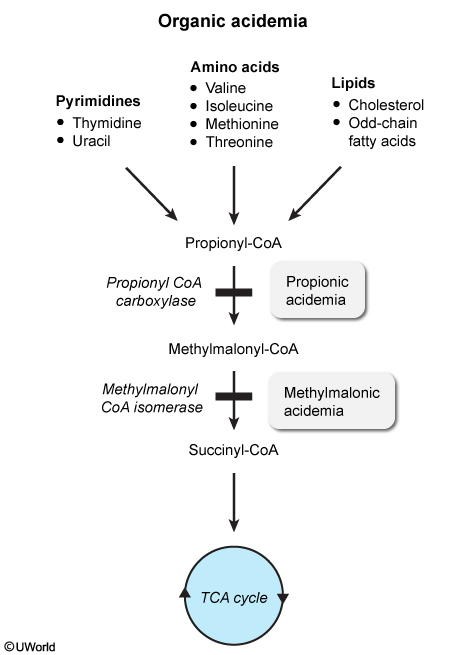 Organic acidemia
Pyrimidines
• Thymidine
• Uracil
Amino acids
• Valine
• Isoleucine
• Methionine
• Threonine
Lipids
• Cholesterol
• Odd-chain
fatty acids
Propionyl-CoA
Propionyl CoA
carboxylase
Propionic
acidemia
Methylmalonyl-CoA
Methylmalonyl
CoA isomerase
Methylmalonic
acidemia
Succinyl-CoA
TCA cycle
©UWorld